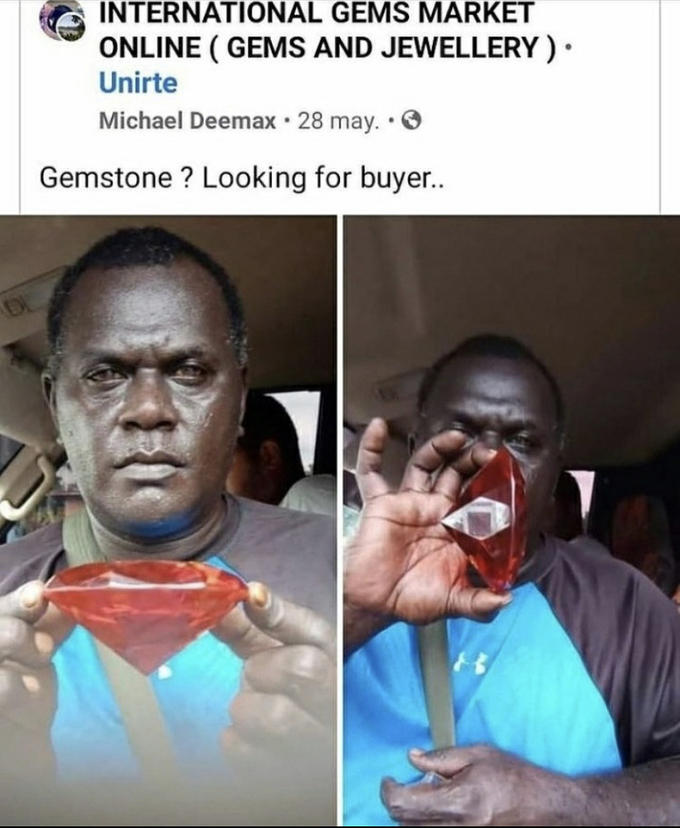 INTERNATIONAL GEMS MARKET
ONLINE ( GEMS AND JEWELLERY ) •
Unirte
Michael Deemax • 28 may. •
Gemstone ? Looking for buyer..